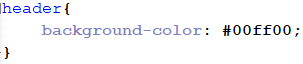 header{
background-color: #00ff00;
}